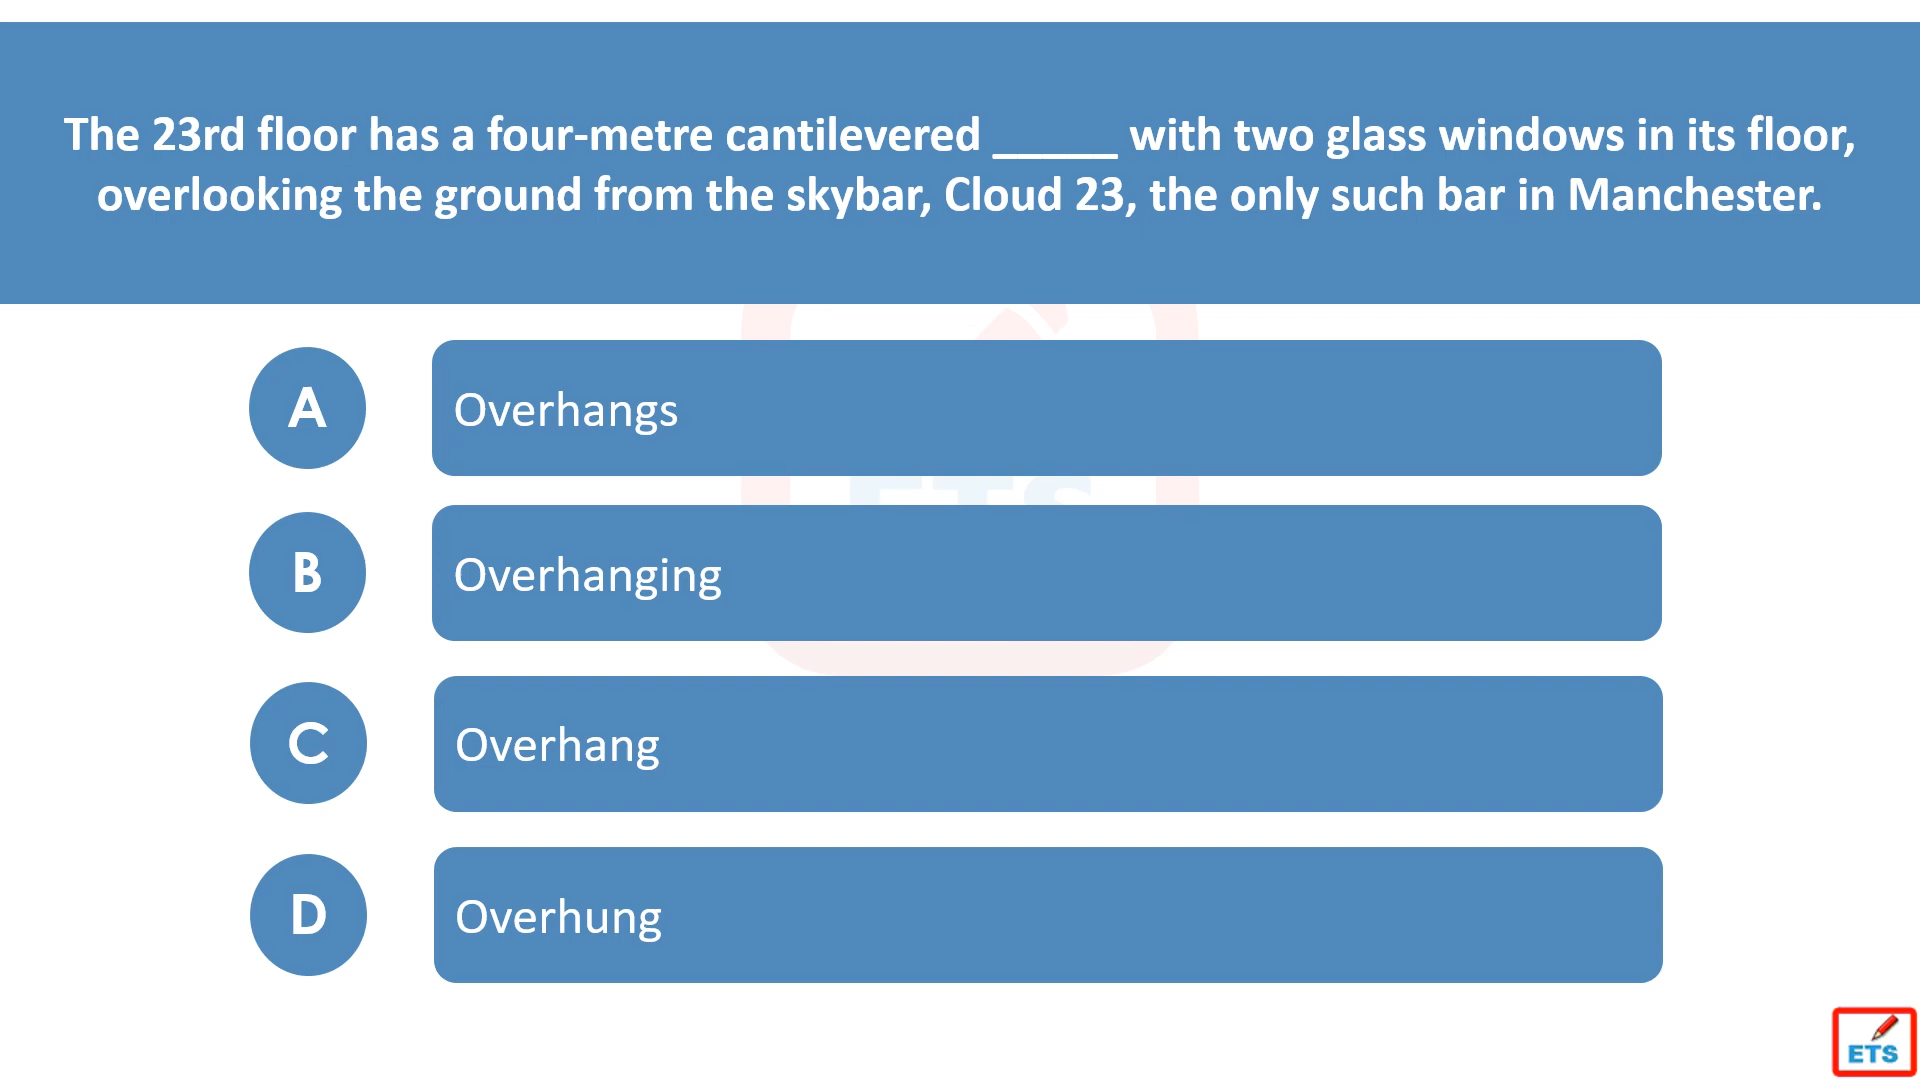 The 23rd floor has a four-metre cantilevered _____ with two glass windows in its floor,
overlooking the ground from the skybar, Cloud 23, the only such bar in Manchester.
A Overhangs
B Overhanging
C Overhang
D Overhung
ETS